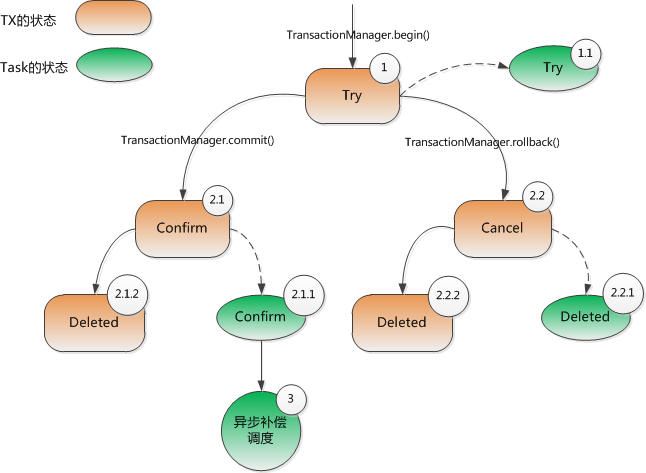 TX的状态
Task的状态
TransactionManager.begin()
1
Try
1.1
Try
TransactionManager.commit()
TransactionManager.rollback()
2.1
Confirm
2.2
Cancel
2.1.2
Deleted
2.1.1
Confirm
2.2.2
Deleted
2.2.1
Deleted
3
异步补偿
调度